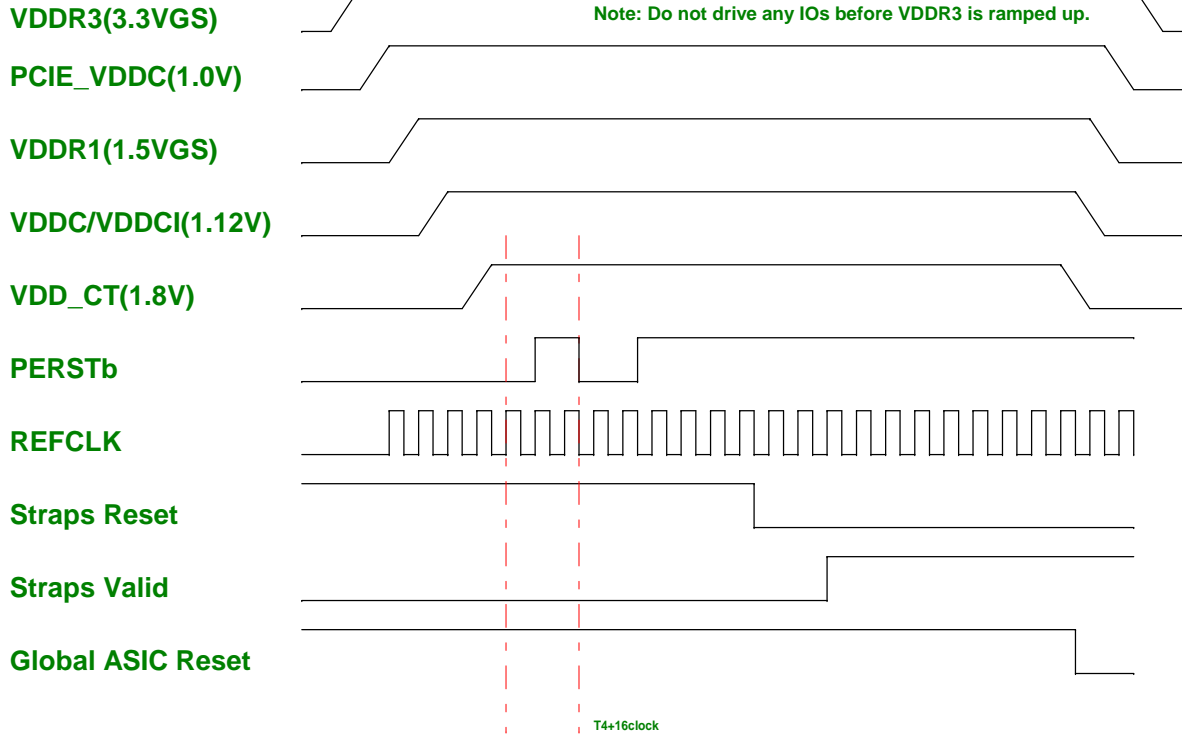 VDDR3(3.3VGS)
Note: Do not drive any IOs before VDDR3 is ramped up.
PCIE_VDDC(1.0V)
VDDR1(1.5VGS)
VDDC/VDDCI(1.12V)
VDD_CT(1.8V)
PERSTb
REFCLK
Straps Reset
Straps Valid
Global ASIC Reset
T4+16clock